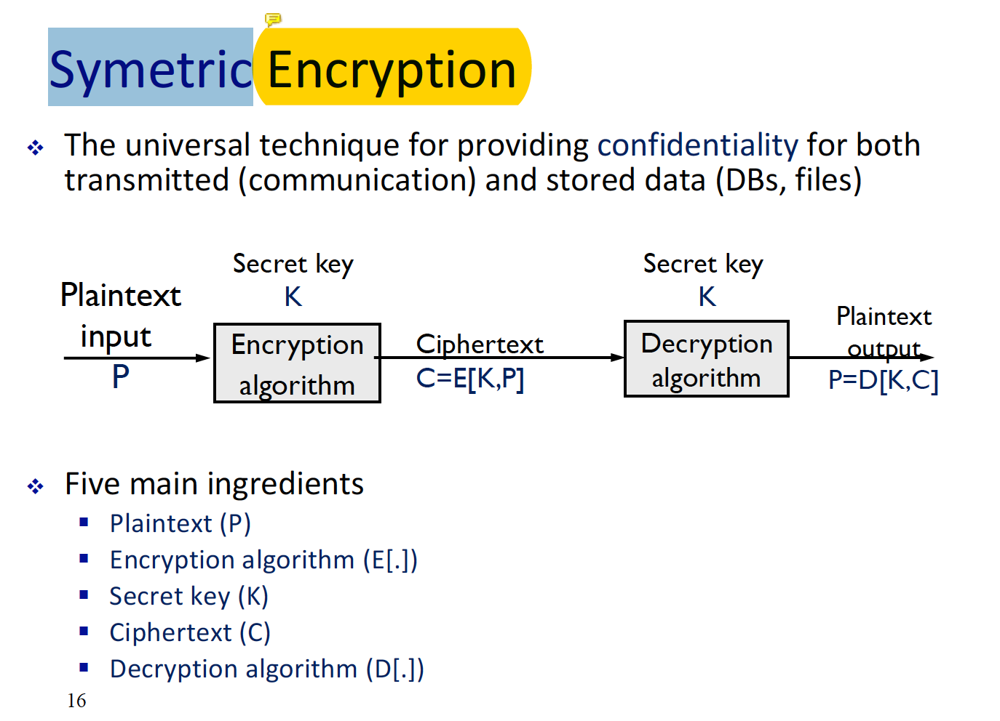 Symetric Encryption
The universal technique for providing confidentiality for both
transmitted (communication) and stored data (DBs, files)
Secret key
K
Secret key
K
Plaintext
input
P
Encryption
algorithm
Ciphertext
C=E[K,P]
Decryption
algorithm
Plaintext
output
P=D[K,C]
Five main ingredients
Plaintext (P)
Encryption algorithm (E[.])
Secret key (K)
Ciphertext (C)
Decryption algorithm (D[.])
16